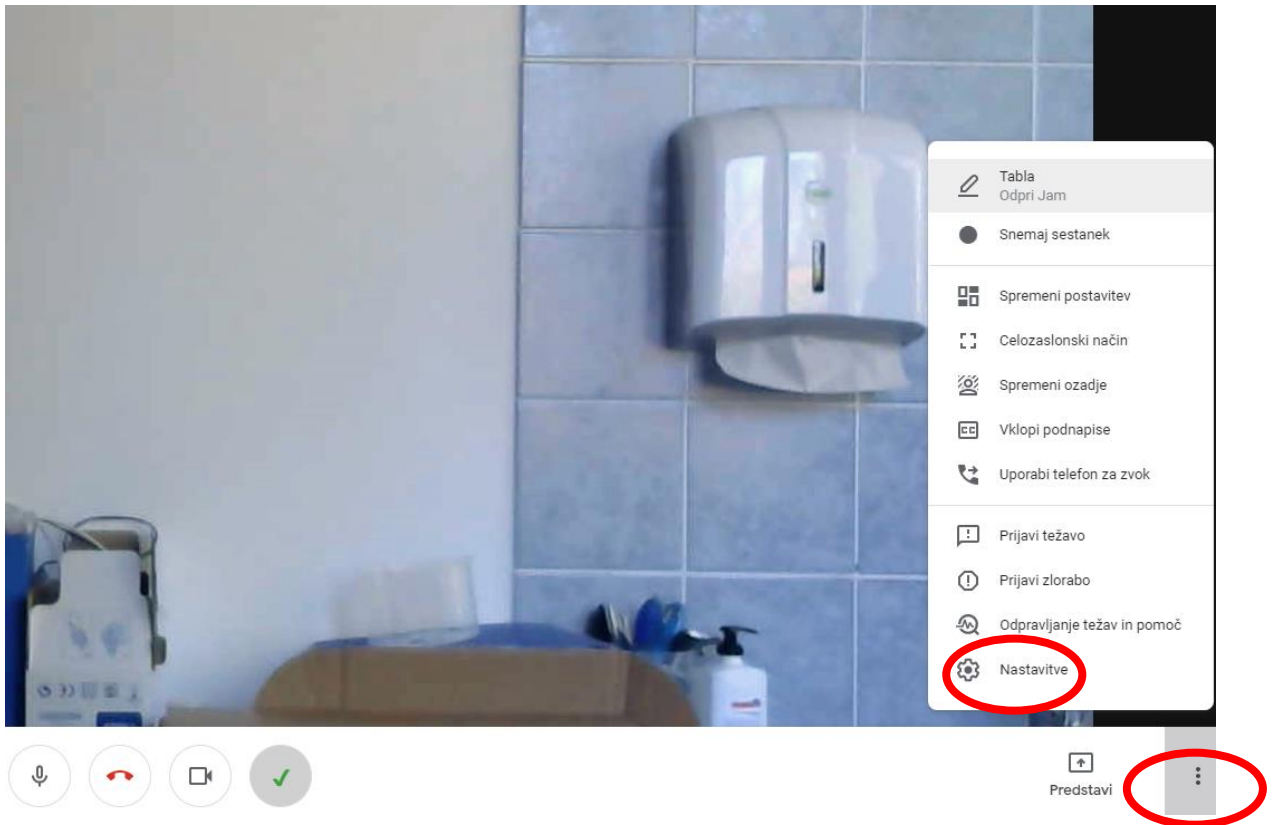 Tabla
Odpri Jam
Snemaj sestanek
Spremeni postavitev
Celozaslonski način
Spremeni ozadje
Vklopi podnapise
Uporabi telefon za zvok
Prijavi težavo
Prijavi zlorabo
Odpravljanje težav in pomoč
Nastavitve
Predstavi